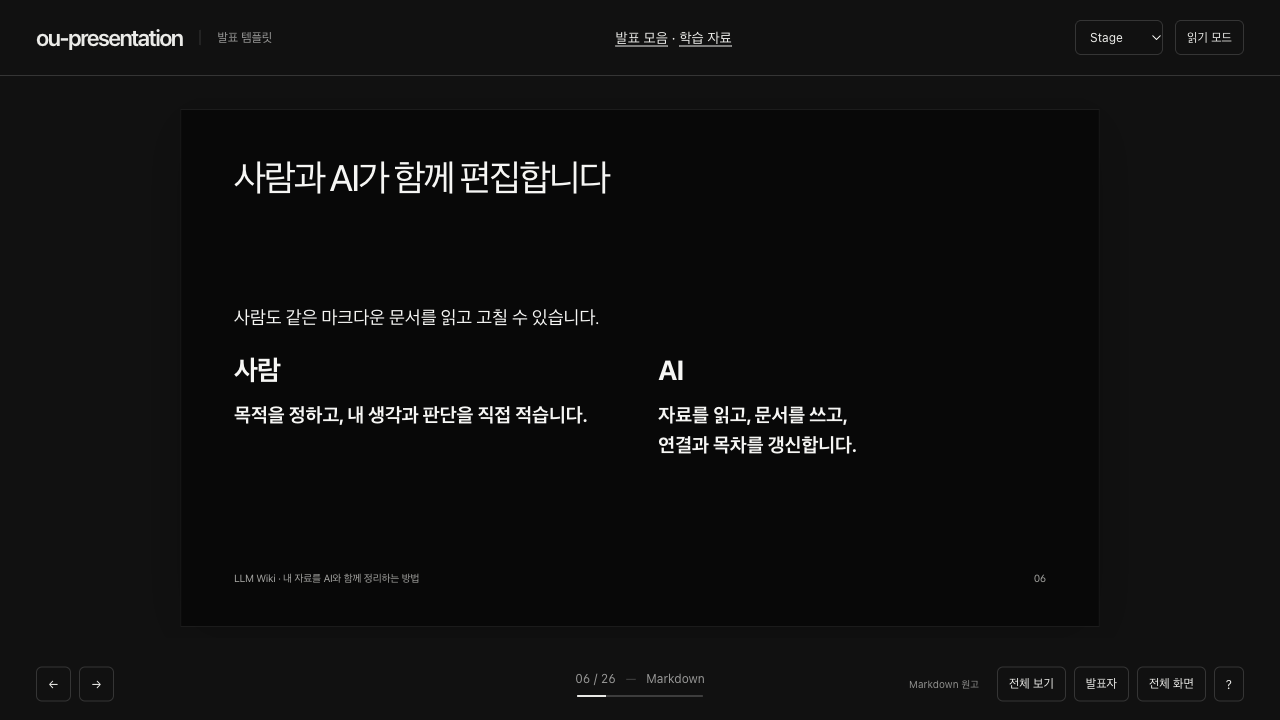 ou-presentation
발표 템플릿
발표 모음 · 학습 자료
Stage
읽기 모드
사람과 AI가 함께 편집합니다
사람도 같은 마크다운 문서를 읽고 고칠 수 있습니다.
사람
목적을 정하고, 내 생각과 판단을 직접 적습니다.
AI
자료를 읽고, 문서를 쓰고,
연결과 목차를 갱신합니다.
LLM Wiki · 내 자료를 AI와 함께 정리하는 방법
06
←
→
06 / 26 — Markdown
Markdown 원고
전체 보기
발표자
전체 화면
?